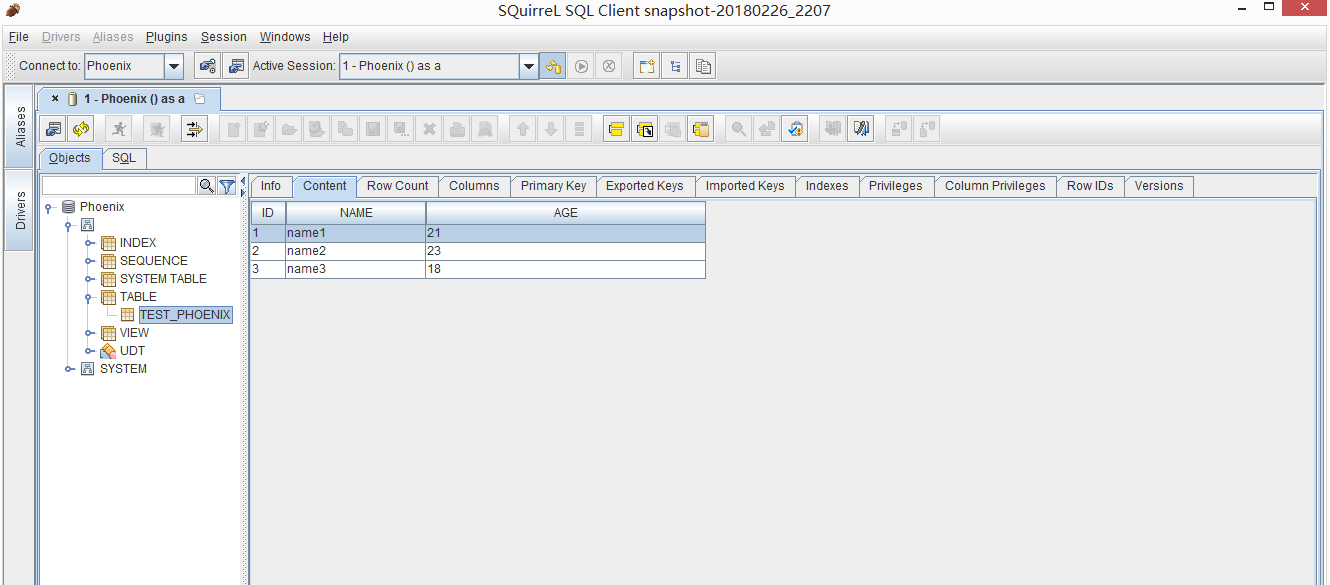 SQuirreL SQL Client snapshot-20180226_2207
File Drivers Aliases Plugins Session Windows Help
Connect to: Phoenix Active Session: 1 - Phoenix () as a
1 - Phoenix () as a
Aliases
Drivers
Objects SQL
Info Content Row Count Columns Primary Key Exported Keys Imported Keys Indexes Privileges Column Privileges Row IDs Versions
Phoenix
INDEX
SEQUENCE
SYSTEM TABLE
TABLE
TEST_PHOENIX
VIEW
UDT
SYSTEM
ID NAME AGE
1 name1 21
2 name2 23
3 name3 18